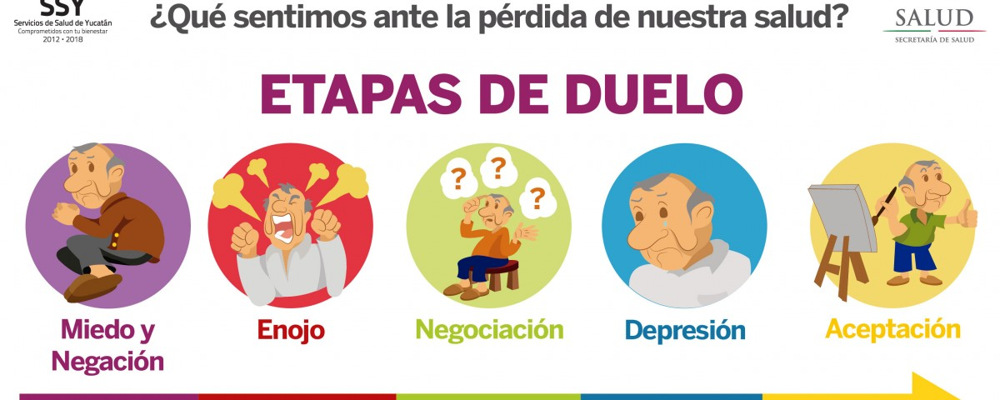 SSY
Servicios de Salud de Yucatán
Comprometidos con tu bienestar
2012 • 2018
¿Qué sentimos ante la pérdida de nuestra salud?
SALUD
SECRETARÍA DE SALUD
ETAPAS DE DUELO
?
?
?
Miedo y
Negación
Enojo
Negociación
Depresión
Aceptación